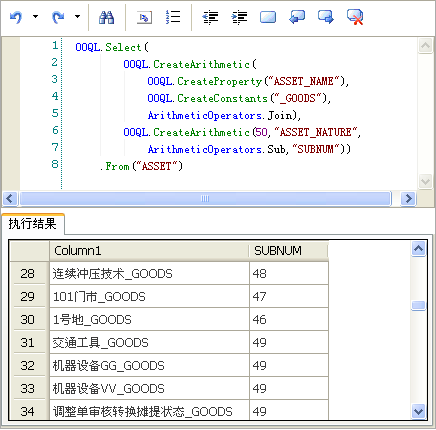 1 OOQL.Select(
2 OOQL.CreateArithmetic(
3 OOQL.CreateProperty("ASSET_NAME"),
4 OOQL.CreateConstants("_GOODS"),
5 ArithmeticOperators.Join),
6 OOQL.CreateArithmetic(50,"ASSET_NATURE",
7 ArithmeticOperators.Sub,"SUBNUM"))
8 .From("ASSET")
执行结果
Column1 SUBNUM
28 连续冲压技术_GOODS 48
29 101门市_GOODS 47
30 1号地_GOODS 46
31 交通工具_GOODS 49
32 机器设备GG_GOODS 49
33 机器设备VV_GOODS 49
34 调整单审核转换摊提状态_GOODS 49